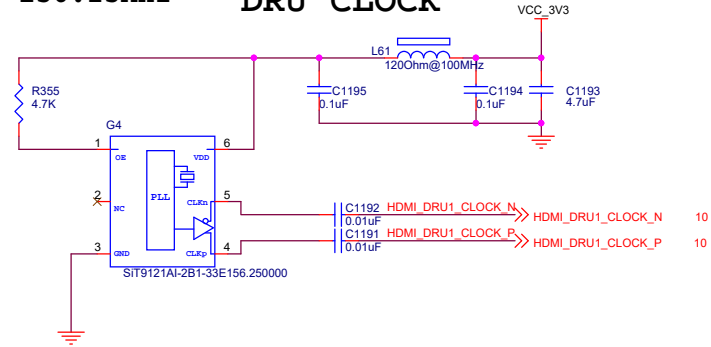 DRU CLOCK
VCC_3V3
L61
120Ohm@100MHz
R355
4.7K
C1195
0.1uF
C1194
0.1uF
C1193
4.7uF
G4
1
OE
VDD
6
2
NC
PLL
CLKn
5
3
GND
CLKp
4
SiT9121AI-2B1-33E156.250000
C1192
0.01uF
HDMI_DRU1_CLOCK_N
HDMI_DRU1_CLOCK_N
10
C1191
0.01uF
HDMI_DRU1_CLOCK_P
HDMI_DRU1_CLOCK_P
10